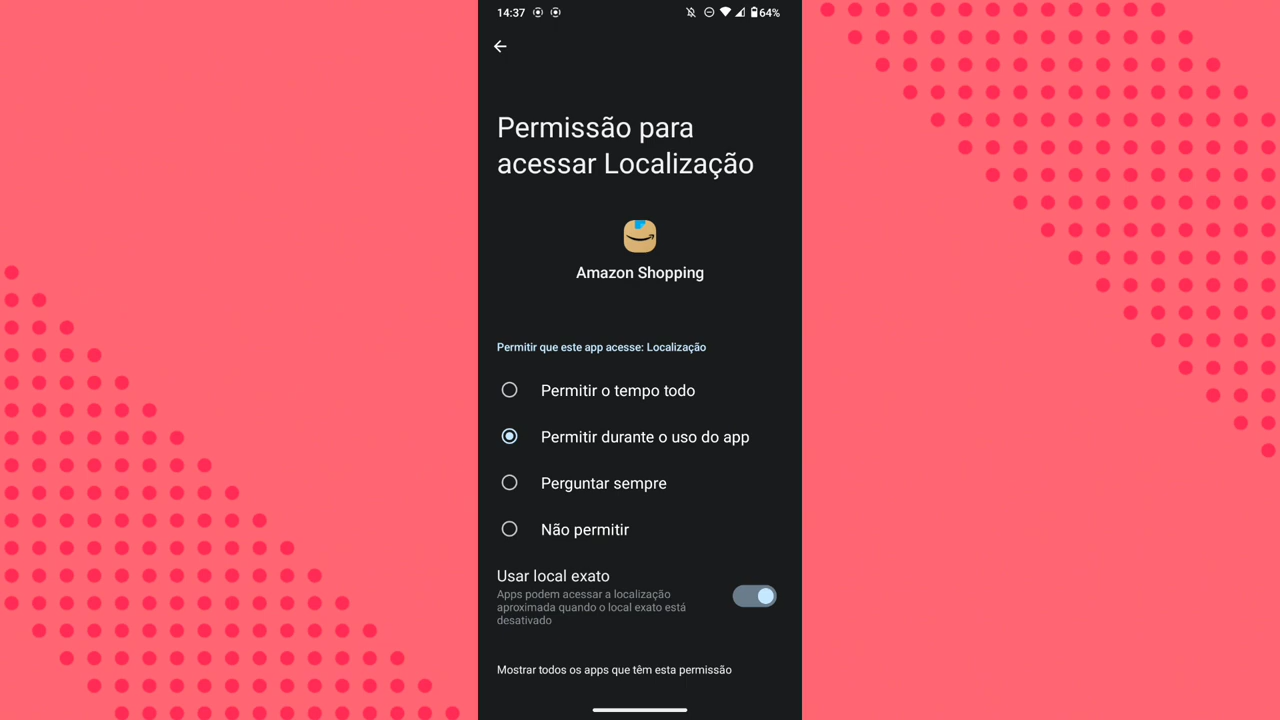 14:37 64%
Permissão para
acessar Localização
Amazon Shopping
Permitir que este app acesse: Localização
Permitir o tempo todo
Permitir durante o uso do app
Perguntar sempre
Não permitir
Usar local exato
Apps podem acessar a localização
aproximada quando o local exato está
desativado
Mostrar todos os apps que têm esta permissão